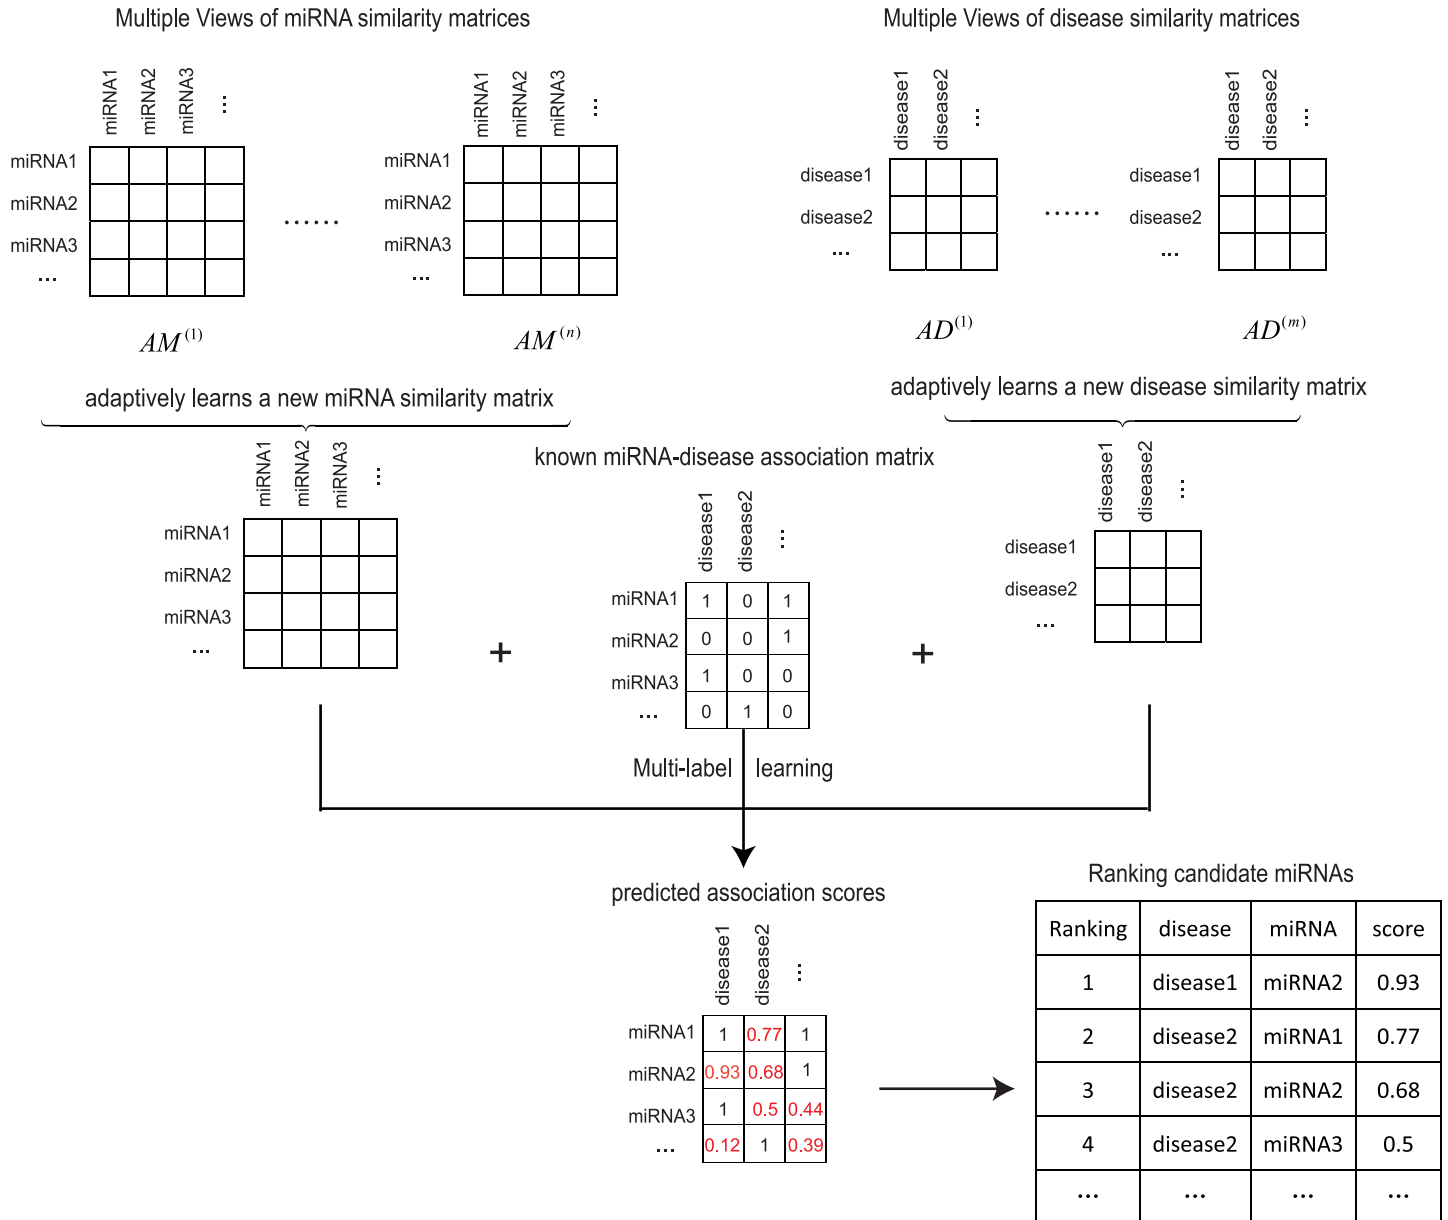 Multiple Views of miRNA similarity matrices
miRNA1 miRNA2 miRNA3 ...
miRNA1
miRNA2
miRNA3
...
AM(1)
......
miRNA1 miRNA2 miRNA3 ...
miRNA1
miRNA2
miRNA3
AM(n)
Multiple Views of disease similarity matrices
disease1 disease2 ...
disease1
disease2
...
AD(1)
......
disease1 disease2 ...
disease1
disease2
...
AD(m)
adaptively learns a new miRNA similarity matrix
miRNA1 miRNA2 miRNA3 ...
miRNA1
miRNA2
miRNA3
...
+
known miRNA-disease association matrix
disease1 disease2 ...
miRNA1 1 0 1
miRNA2 0 0 1
miRNA3 1 0 0
... 0 1 0
+
adaptively learns a new disease similarity matrix
disease1 disease2 ...
disease1
disease2
...
Multi-label learning
predicted association scores
disease1 disease2 ...
miRNA1 1 0.77 1
miRNA2 0.93 0.68 1
miRNA3 1 0.5 0.44
... 0.12 1 0.39
Ranking candidate miRNAs
Ranking disease miRNA score
1 disease1 miRNA2 0.93
2 disease2 miRNA1 0.77
3 disease2 miRNA2 0.68
4 disease2 miRNA3 0.5
... ... ... ...